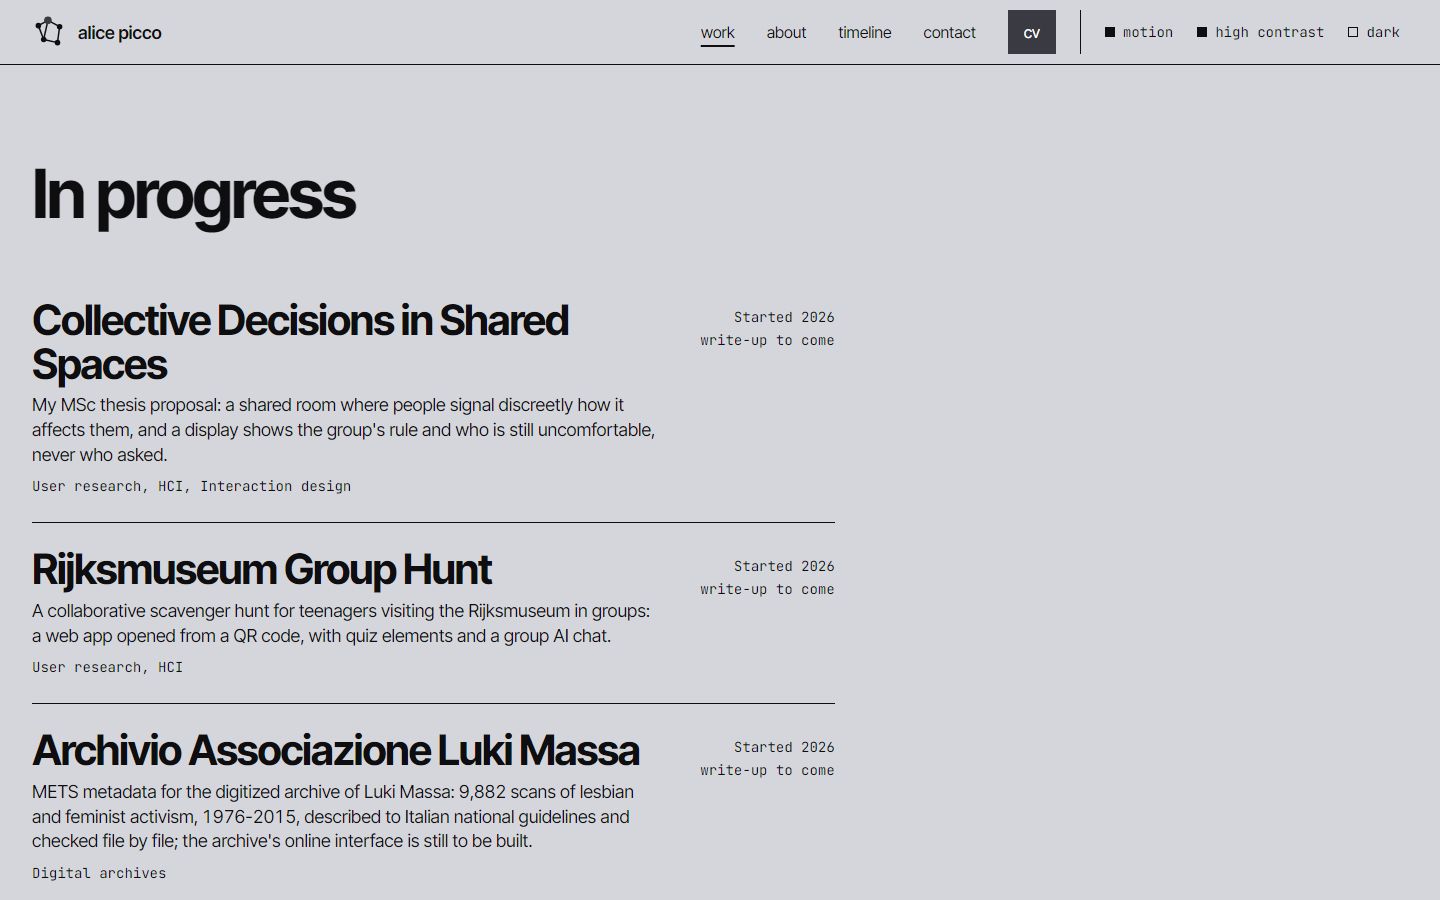 alice picco
work about timeline contact cv motion high contrast dark
In progress
Collective Decisions in Shared
Spaces
Started 2026
write-up to come
My MSc thesis proposal: a shared room where people signal discreetly how it
affects them, and a display shows the group's rule and who is still uncomfortable,
never who asked.
User research, HCI, Interaction design
Rijksmuseum Group Hunt
Started 2026
write-up to come
A collaborative scavenger hunt for teenagers visiting the Rijksmuseum in groups:
a web app opened from a QR code, with quiz elements and a group AI chat.
User research, HCI
Archivio Associazione Luki Massa
Started 2026
write-up to come
METS metadata for the digitized archive of Luki Massa: 9,882 scans of lesbian
and feminist activism, 1976-2015, described to Italian national guidelines and
checked file by file; the archive's online interface is still to be built.
Digital archives